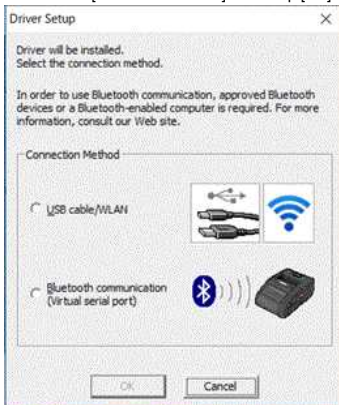 Driver Setup
Driver will be installed.
Select the connection method.
In order to use Bluetooth communication, approved Bluetooth
devices or a Bluetooth-enabled computer is required. For more
information, consult our Web site.
Connection Method
USB cable/WLAN
Bluetooth communication
(Virtual serial port)
OK
Cancel